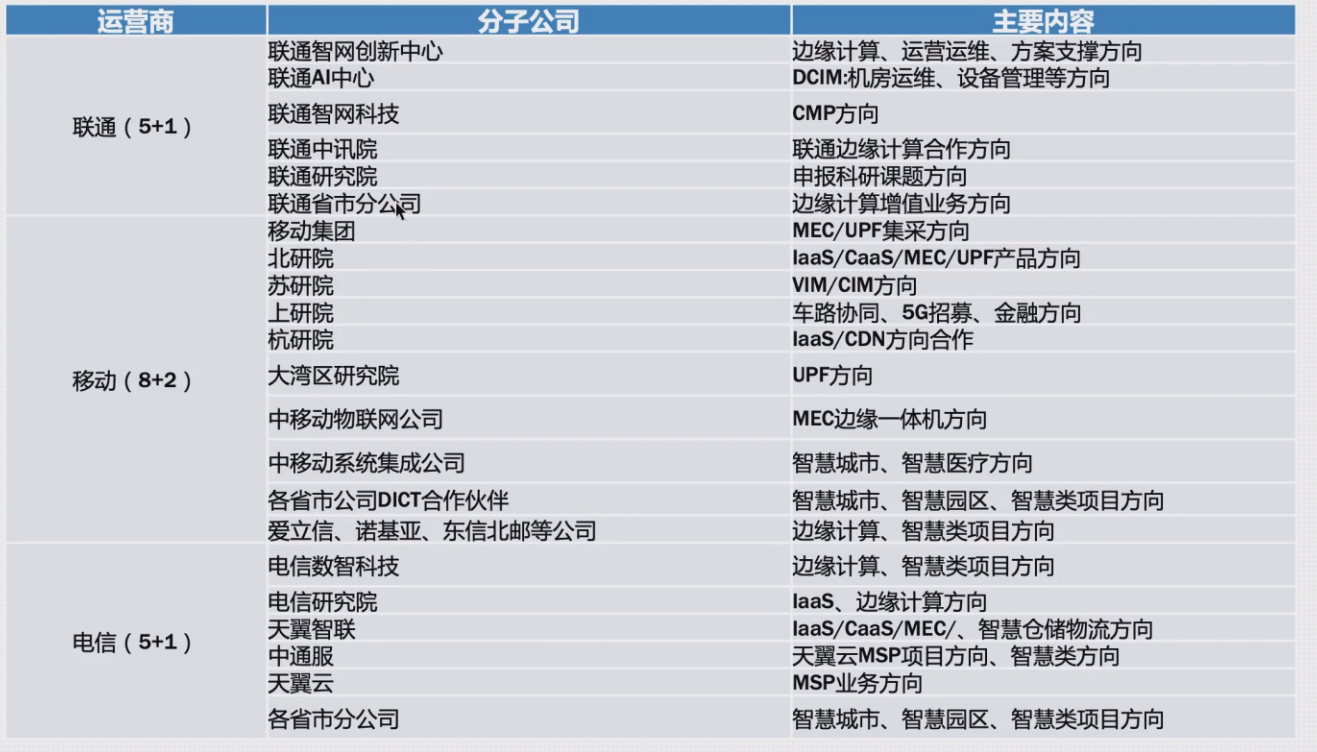 运营商 分子公司 主要内容
联通（5+1） 联通智网创新中心 边缘计算、运营运维、方案支撑方向
联通AI中心 DCIM:机房运维、设备管理等方向
联通智网科技 CMP方向
联通中讯院 联通边缘计算合作方向
联通研究院 申报科研课题方向
联通省市分公司 边缘计算增值业务方向
移动（8+2） 移动集团 MEC/UPF集采方向
北研院 IaaS/CaaS/MEC/UPF产品方向
苏研院 VIM/CIM方向
上研院 车路协同、5G招募、金融方向
杭研院 IaaS/CDN方向合作
大湾区研究院 UPF方向
中移动物联网公司 MEC边缘一体机方向
中移动系统集成公司 智慧城市、智慧医疗方向
各省市公司DICT合作伙伴 智慧城市、智慧园区、智慧类项目方向
爱立信、诺基亚、东信北邮等公司 边缘计算、智慧类项目方向
电信（5+1） 电信数智科技 边缘计算、智慧类项目方向
电信研究院 IaaS、边缘计算方向
天翼智联 IaaS/CaaS/MEC/、智慧仓储物流方向
中通服 天翼云MSP项目方向、智慧类方向
天翼云 MSP业务方向
各省市分公司 智慧城市、智慧园区、智慧类项目方向